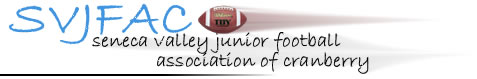 SVJFAC
seneca valley junior football
association of cranberry